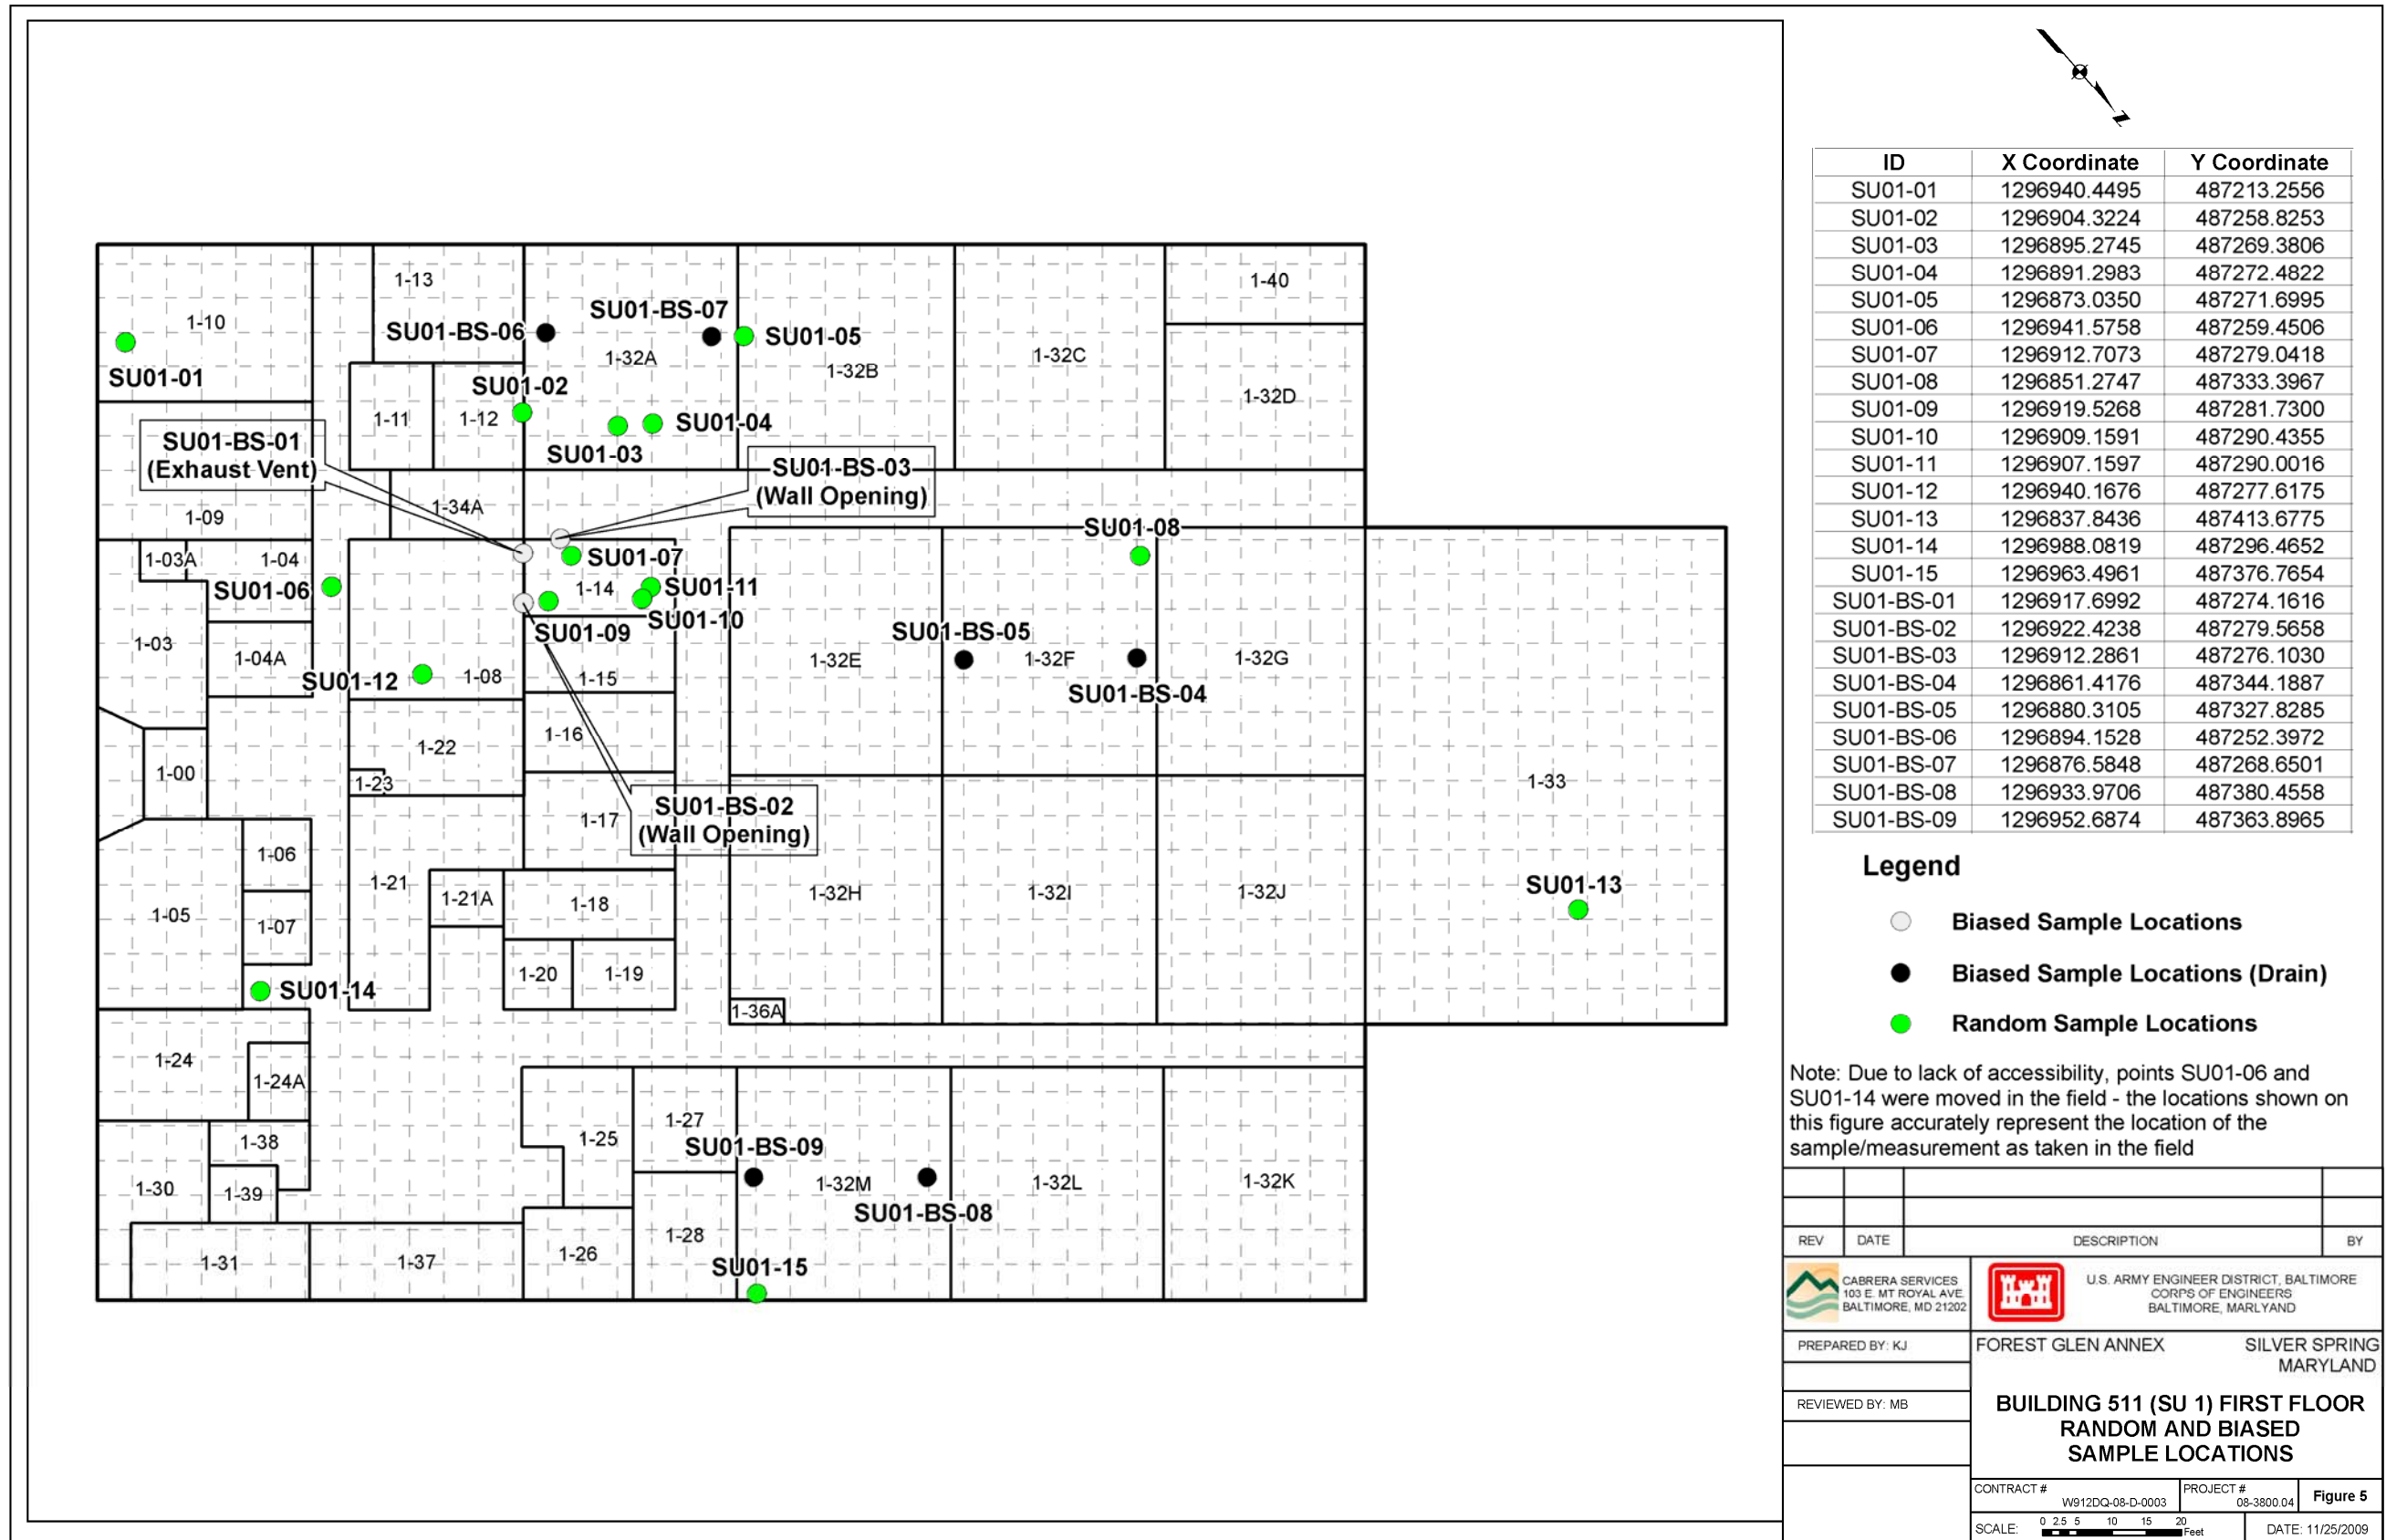 1-13
1-40
1-10
SU01-BS-07
SU01-BS-06
SU01-05
1-32A
1-32C
1-32B
SU01-01
SU01-02
1-32D
1-11
1-12
SU01-04
SU01-03
SU01-BS-01
(Exhaust Vent)
SU01-BS-03
(Wall Opening)
1-34A
1-09
SU01-08
1-03A
1-04
SU01-07
SU01-06
1-14
SU01-11
SU01-10
SU01-09
SU01-BS-05
1-03
1-04A
1-32E
1-32F
1-32G
SU01-12
1-08
1-15
SU01-BS-04
1-16
1-22
1-00
1-23
1-33
SU01-BS-02
(Wall Opening)
1-17
1-06
1-21
1-21A
1-18
1-32H
1-32I
1-32J
SU01-13
1-05
1-07
1-20
1-19
SU01-14
1-36A
1-24
1-24A
1-27
1-38
1-25
SU01-BS-09
1-30
1-39
1-32M
1-32L
1-32K
SU01-BS-08
1-28
1-31
1-37
1-26
SU01-15
Z
ID X Coordinate Y Coordinate
SU01-01 1296940.4495 487213.2556
SU01-02 1296904.3224 487258.8253
SU01-03 1296895.2745 487269.3806
SU01-04 1296891.2983 487272.4822
SU01-05 1296873.0350 487271.6995
SU01-06 1296941.5758 487259.4506
SU01-07 1296912.7073 487279.0418
SU01-08 1296851.2747 487333.3967
SU01-09 1296919.5268 487281.7300
SU01-10 1296909.1591 487290.4355
SU01-11 1296907.1597 487290.0016
SU01-12 1296940.1676 487277.6175
SU01-13 1296837.8436 487413.6775
SU01-14 1296988.0819 487296.4652
SU01-15 1296963.4961 487376.7654
SU01-BS-01 1296917.6992 487274.1616
SU01-BS-02 1296922.4238 487279.5658
SU01-BS-03 1296912.2861 487276.1030
SU01-BS-04 1296861.4176 487344.1887
SU01-BS-05 1296880.3105 487327.8285
SU01-BS-06 1296894.1528 487252.3972
SU01-BS-07 1296876.5848 487268.6501
SU01-BS-08 1296933.9706 487380.4558
SU01-BS-09 1296952.6874 487363.8965
Legend
Biased Sample Locations
Biased Sample Locations (Drain)
Random Sample Locations
Note: Due to lack of accessibility, points SU01-06 and
SU01-14 were moved in the field - the locations shown on
this figure accurately represent the location of the
sample/measurement as taken in the field
REV DATE DESCRIPTION BY
CABRERA SERVICES
103 E. MT ROYAL AVE.
BALTIMORE, MD 21202
U.S. ARMY ENGINEER DISTRICT, BALTIMORE
CORPS OF ENGINEERS
BALTIMORE, MARLYAND
PREPARED BY: KJ
FOREST GLEN ANNEX SILVER SPRING
MARYLAND
REVIEWED BY: MB
BUILDING 511 (SU 1) FIRST FLOOR
RANDOM AND BIASED
SAMPLE LOCATIONS
CONTRACT # W912DQ-08-D-0003
PROJECT # 08-3800.04
Figure 5
SCALE: 0 2.5 5 10 15 20 Feet
DATE: 11/25/2009